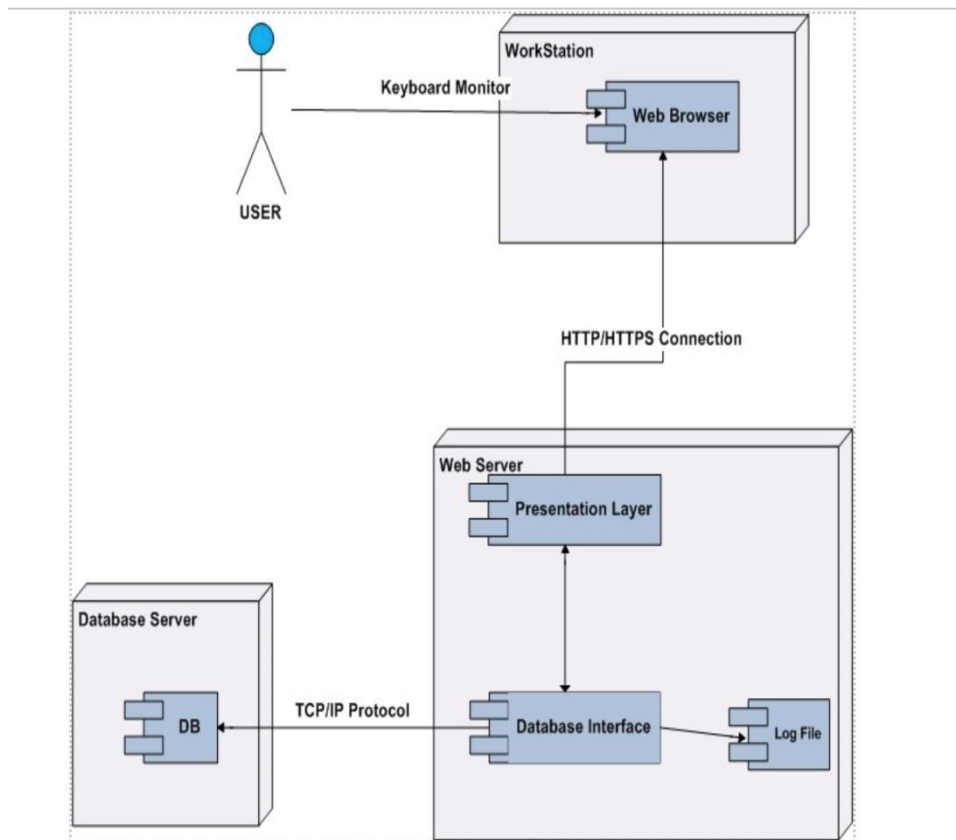 WorkStation
Keyboard Monitor
Web Browser
USER
HTTP/HTTPS Connection
Web Server
Presentation Layer
Database Server
TCP/IP Protocol
DB
Database Interface
Log File